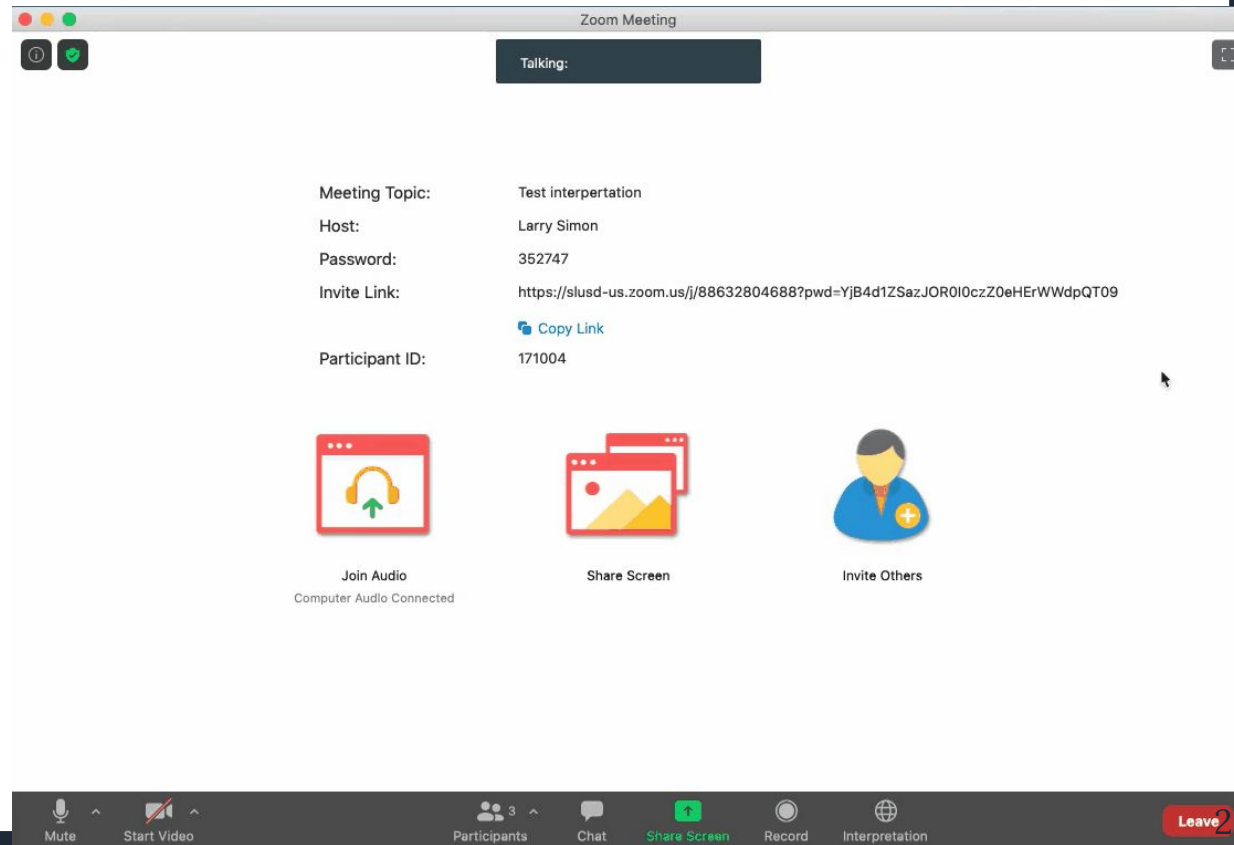 Zoom Meeting
Talking:
Meeting Topic: Test interpertation
Host: Larry Simon
Password: 352747
Invite Link: https://slusd-us.zoom.us/j/88632804688?pwd=YjB4d1ZSazJOR0l0czZ0eHErWWdpQT09
Copy Link
Participant ID: 171004
Join Audio Share Screen Invite Others
Computer Audio Connected
Mute Start Video Participants 3 Chat Share Screen Record Interpretation Leave 2